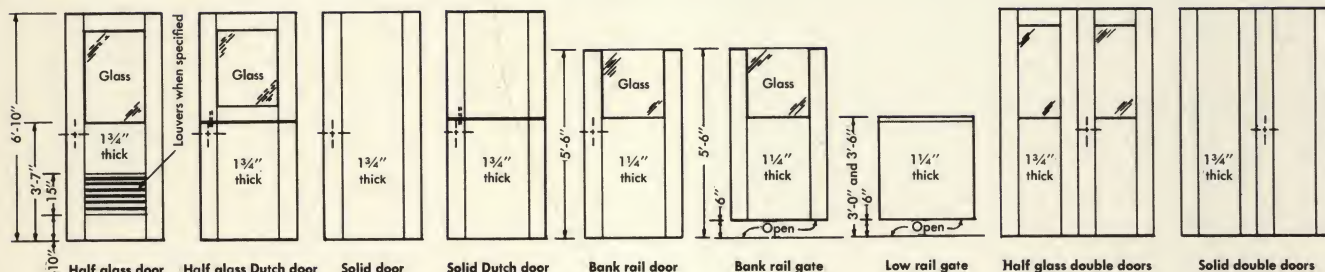 6'-10"
3'-7"
15"
10"
Glass
1¾"
thick
Louvers when specified
Half glass door
Glass
1¾"
thick
Half glass Dutch door
1¾"
thick
Solid door
1¾"
thick
Solid Dutch door
5'-6"
Glass
1¼"
thick
Bank rail door
5'-6"
6"
Glass
1¼"
thick
Open
Bank rail gate
3'-0" and 3'-6"
6"
1¼"
thick
Open
Low rail gate
1¾"
thick
Half glass double doors
1¾"
thick
Solid double doors